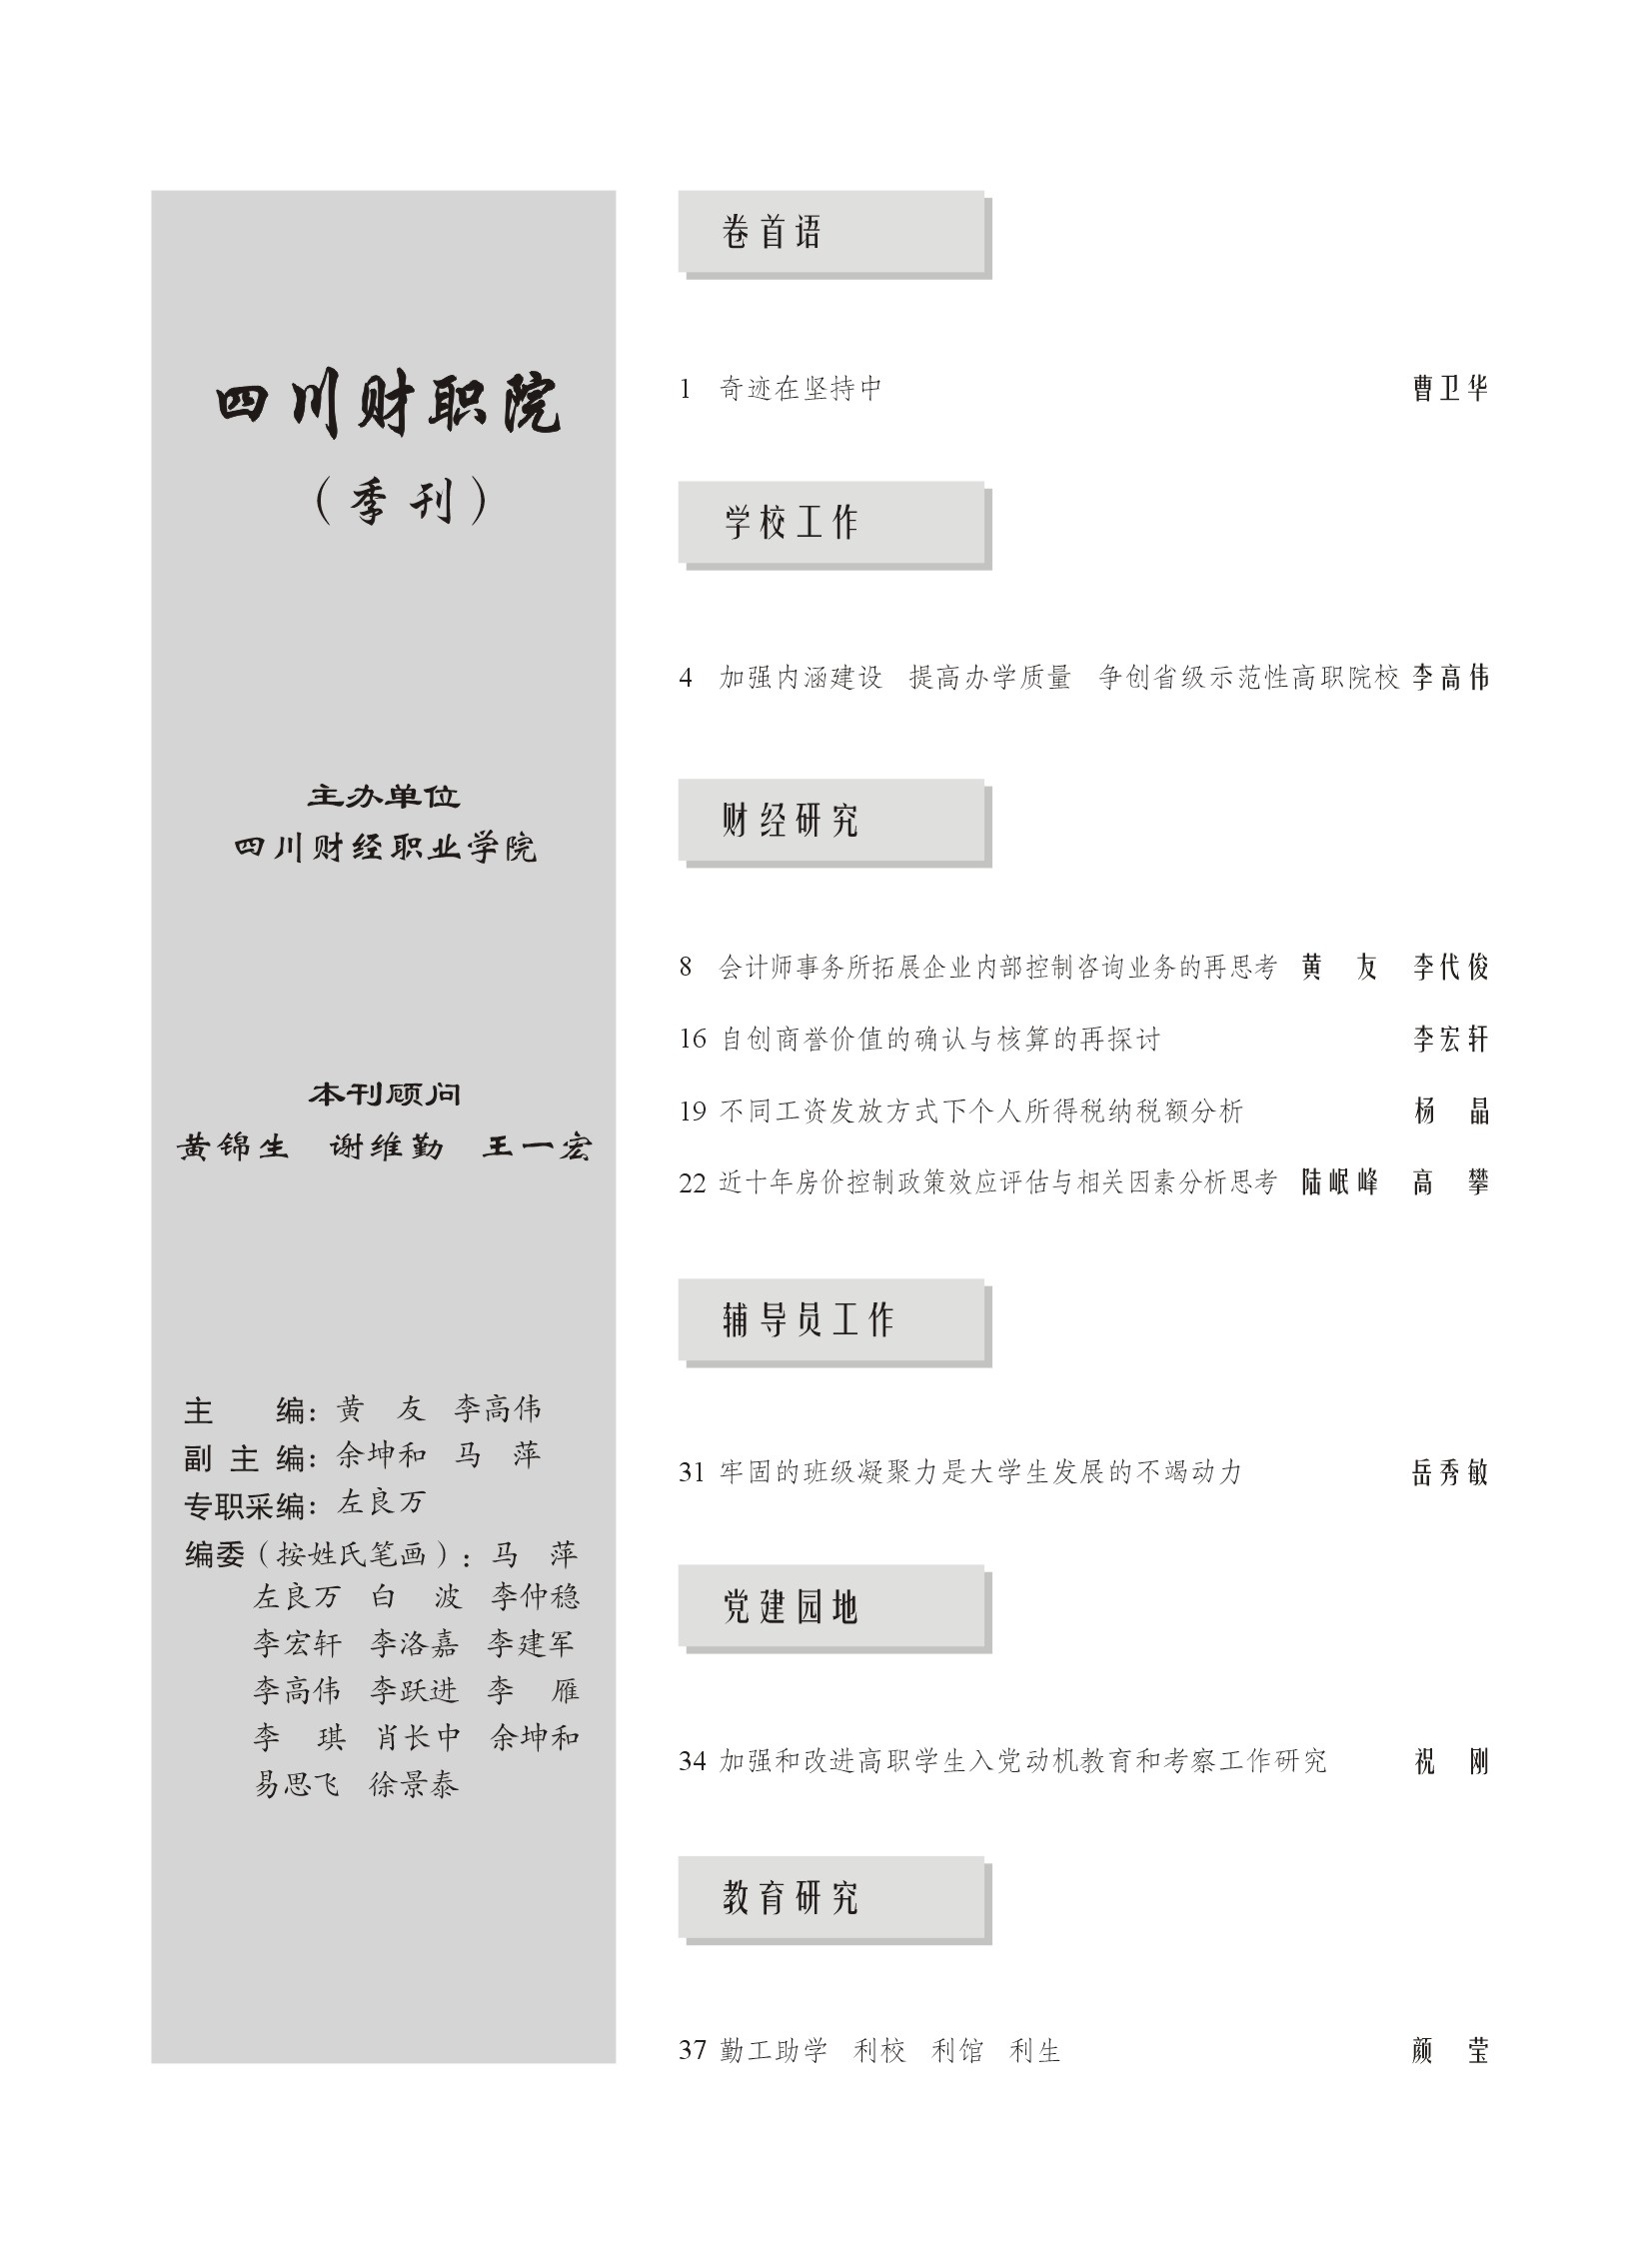 四川财职院
（季刊）
主办单位
四川财经职业学院
本刊顾问
黄锦生 谢维勤 王一宏
主 编：黄 友 李高伟
副 主 编：余坤和 马 萍
专职采编：左良万
编委（按姓氏笔画）：马 萍
左良万 白 波 李仲稳
李宏轩 李洛嘉 李建军
李高伟 李跃进 李 雁
李 琪 肖长中 余坤和
易思飞 徐景泰
卷首语
1 奇迹在坚持中 曹卫华
学校工作
4 加强内涵建设 提高办学质量 争创省级示范性高职院校 李高伟
财经研究
8 会计师事务所拓展企业内部控制咨询业务的再思考 黄 友 李代俊
16 自创商誉价值的确认与核算的再探讨 李宏轩
19 不同工资发放方式下个人所得税纳税额分析 杨 晶
22 近十年房价控制政策效应评估与相关因素分析思考 陆岷峰 高 攀
辅导员工作
31 牢固的班级凝聚力是大学生发展的不竭动力 岳秀敏
党建园地
34 加强和改进高职学生入党动机教育和考察工作研究 祝 刚
教育研究
37 勤工助学 利校 利馆 利生 颜 莹